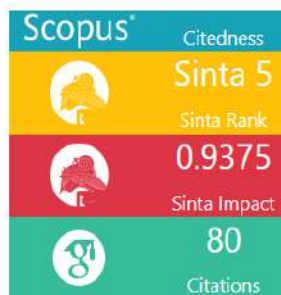 Scopus®
Citedness
Sinta 5
Sinta Rank
0.9375
Sinta Impact
80
Citations